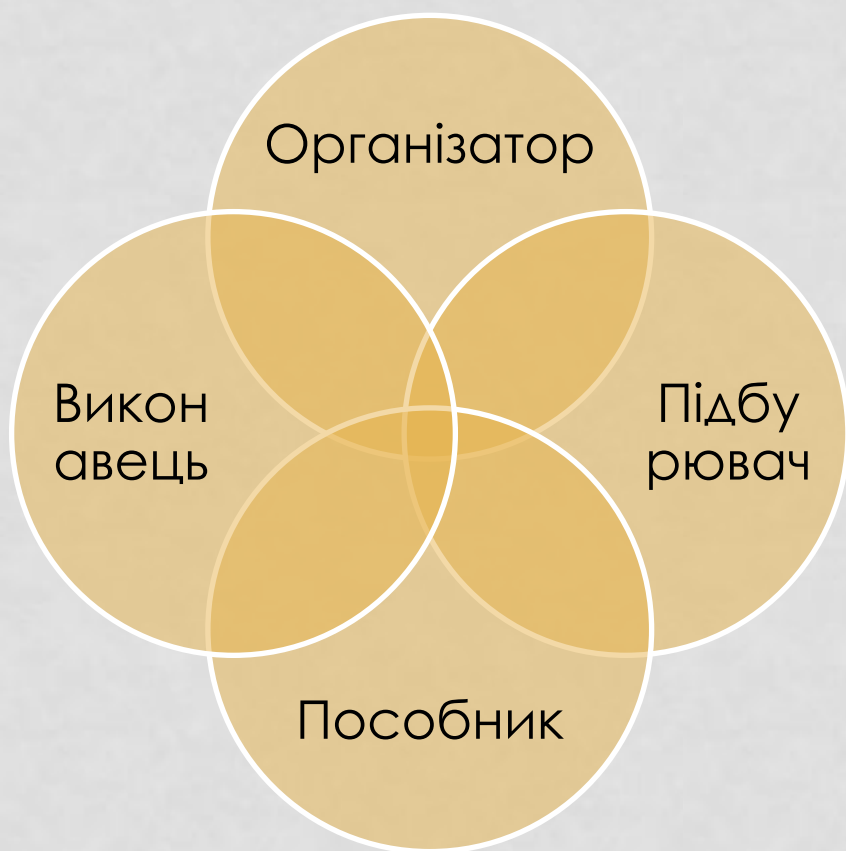 Організатор
Викон
авець
Підбу
рювач
Пособник